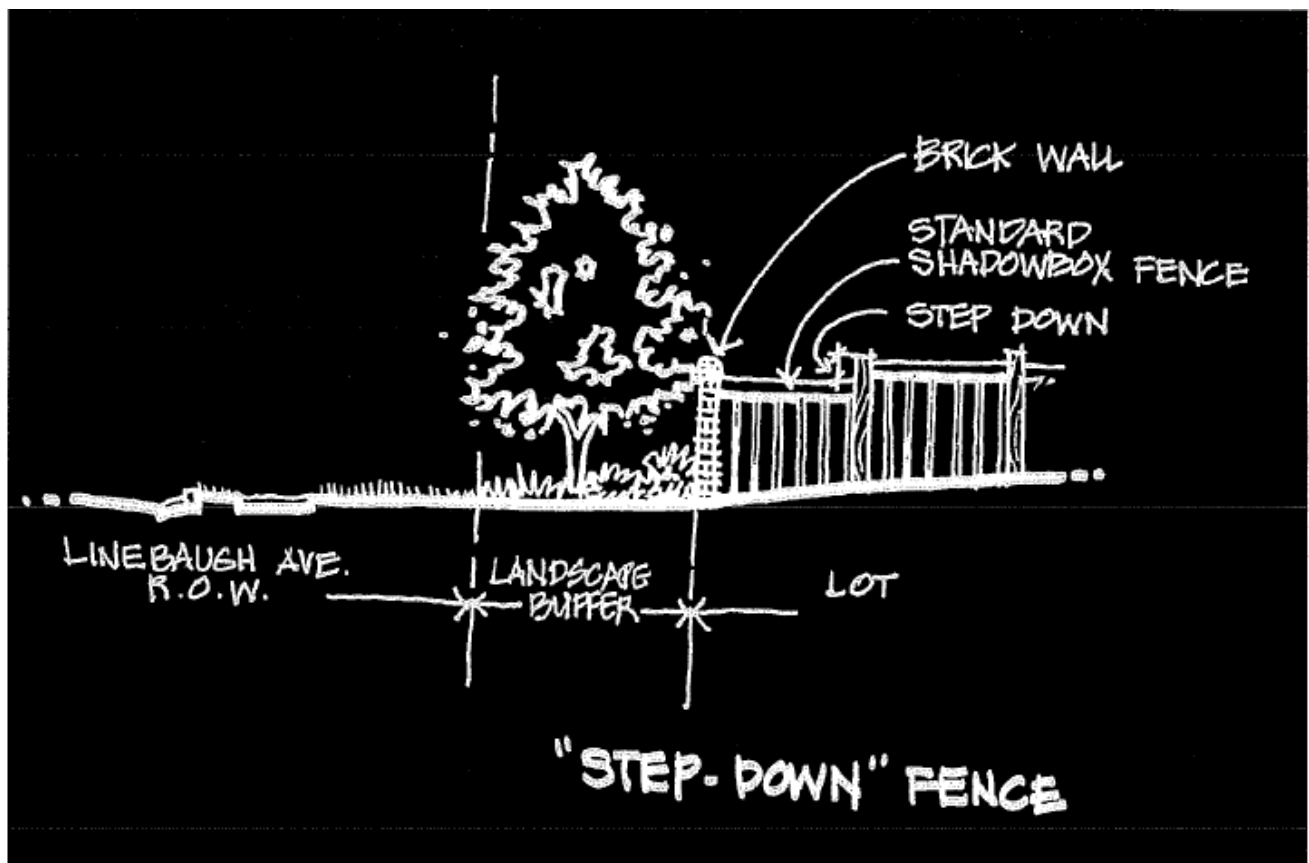 BRICK WALL
STANDARD
SHADOWBOX FENCE
STEP DOWN
LINEBAUGH AVE.
R.O.W.
LANDSCAPE
BUFFER
LOT
"STEP-DOWN" FENCE